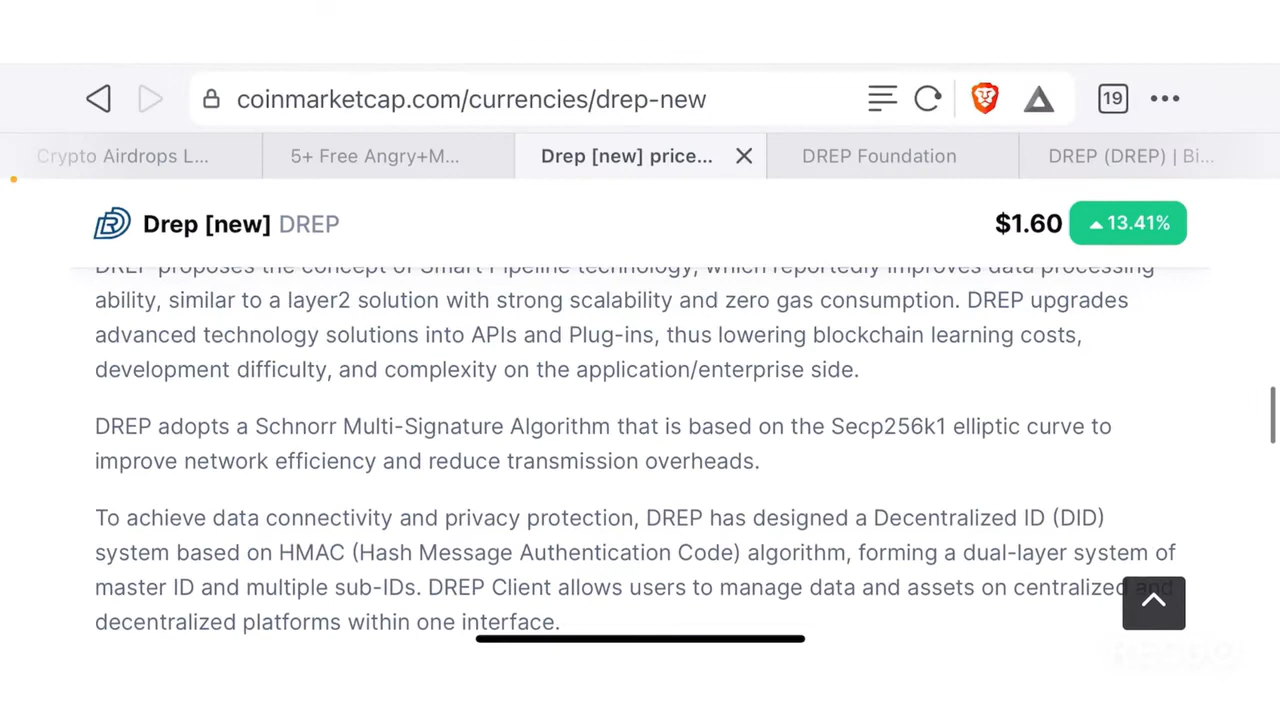 coinmarketcap.com/currencies/drep-new
19
Crypto Airdrops L...
5+ Free Angry+M...
Drep [new] price...
DREP Foundation
DREP (DREP) | Bi...
Drep [new] DREP
$1.60
13.41%
DREP proposes the concept of Smart Pipeline technology, which reportedly improves data processing
ability, similar to a layer2 solution with strong scalability and zero gas consumption. DREP upgrades
advanced technology solutions into APIs and Plug-ins, thus lowering blockchain learning costs,
development difficulty, and complexity on the application/enterprise side.
DREP adopts a Schnorr Multi-Signature Algorithm that is based on the Secp256k1 elliptic curve to
improve network efficiency and reduce transmission overheads.
To achieve data connectivity and privacy protection, DREP has designed a Decentralized ID (DID)
system based on HMAC (Hash Message Authentication Code) algorithm, forming a dual-layer system of
master ID and multiple sub-IDs. DREP Client allows users to manage data and assets on centralized and
decentralized platforms within one interface.